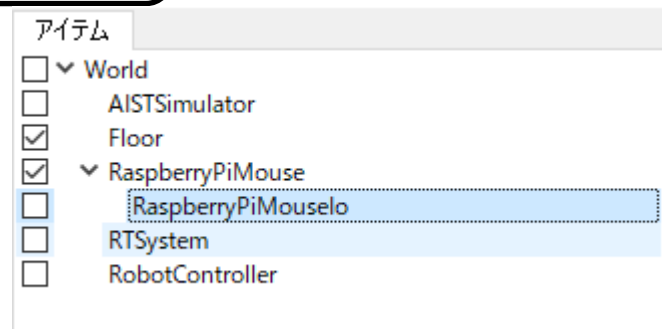 アイテム
World
AISTSimulator
Floor
RaspberryPiMouse
RaspberryPiMouseIo
RTSystem
RobotController